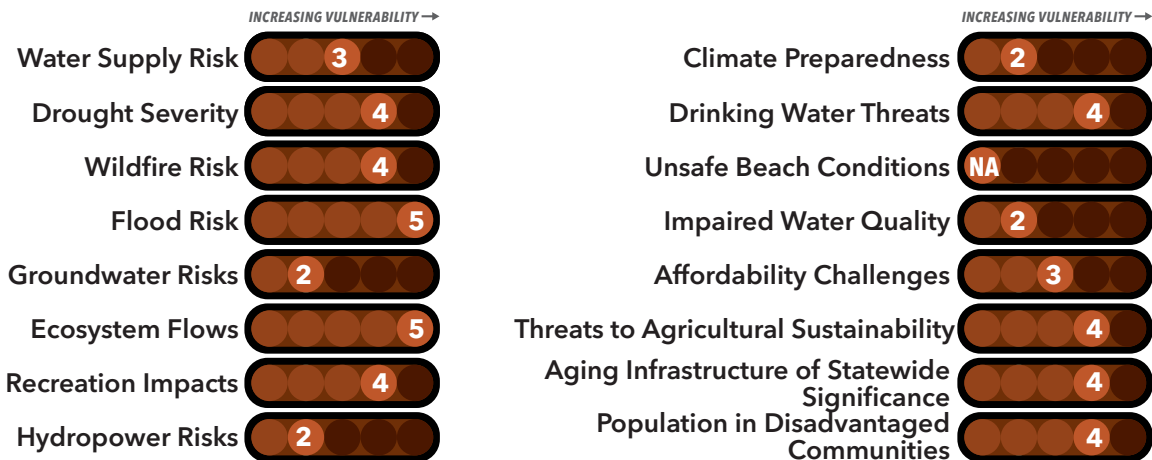 INCREASING VULNERABILITY →
Water Supply Risk 3
Drought Severity 4
Wildfire Risk 4
Flood Risk 5
Groundwater Risks 2
Ecosystem Flows 5
Recreation Impacts 4
Hydropower Risks 2
INCREASING VULNERABILITY →
Climate Preparedness 2
Drinking Water Threats 4
Unsafe Beach Conditions NA
Impaired Water Quality 2
Affordability Challenges 3
Threats to Agricultural Sustainability 4
Aging Infrastructure of Statewide
Significance 4
Population in Disadvantaged
Communities 4